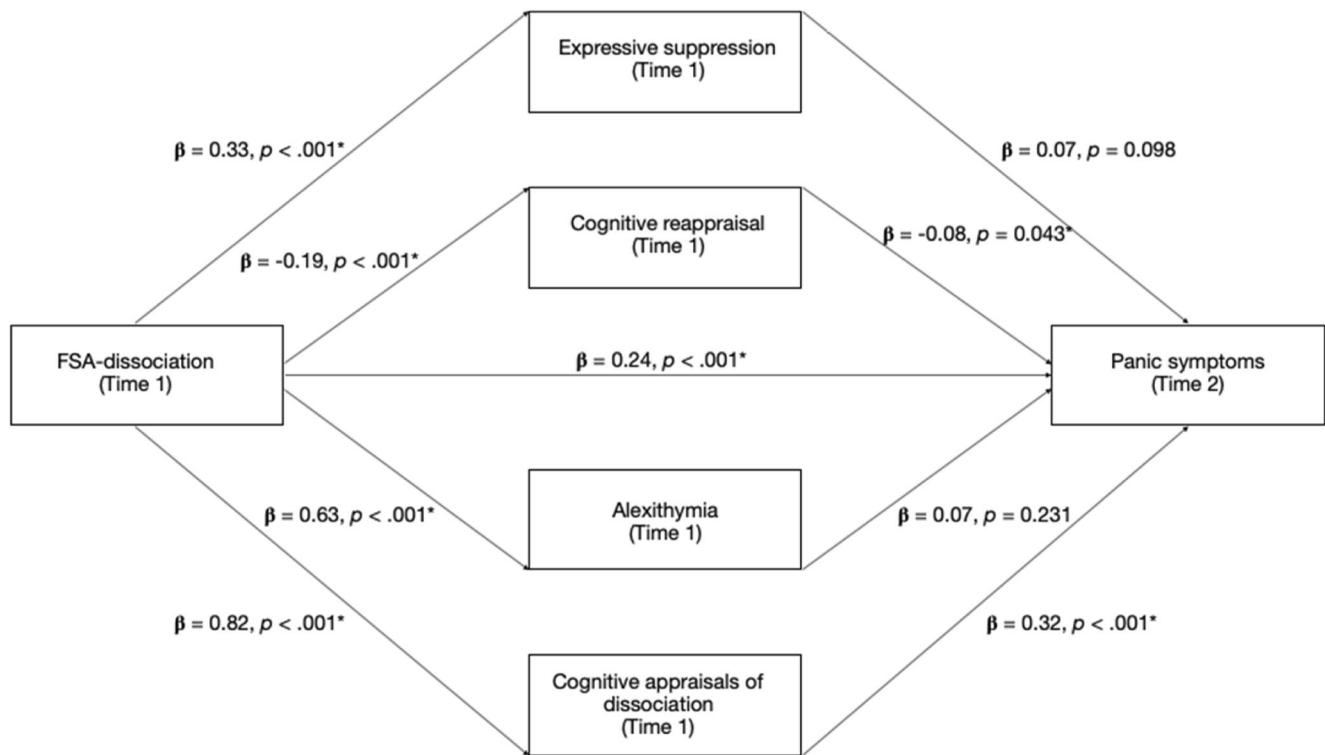 Expressive suppression
(Time 1)
β = 0.33, p < .001*
β = 0.07, p = 0.098
Cognitive reappraisal
(Time 1)
β = -0.19, p < .001*
β = -0.08, p = 0.043*
FSA-dissociation
(Time 1)
β = 0.24, p < .001*
Panic symptoms
(Time 2)
β = 0.63, p < .001*
Alexithymia
(Time 1)
β = 0.07, p = 0.231
β = 0.82, p < .001*
β = 0.32, p < .001*
Cognitive appraisals of
dissociation
(Time 1)